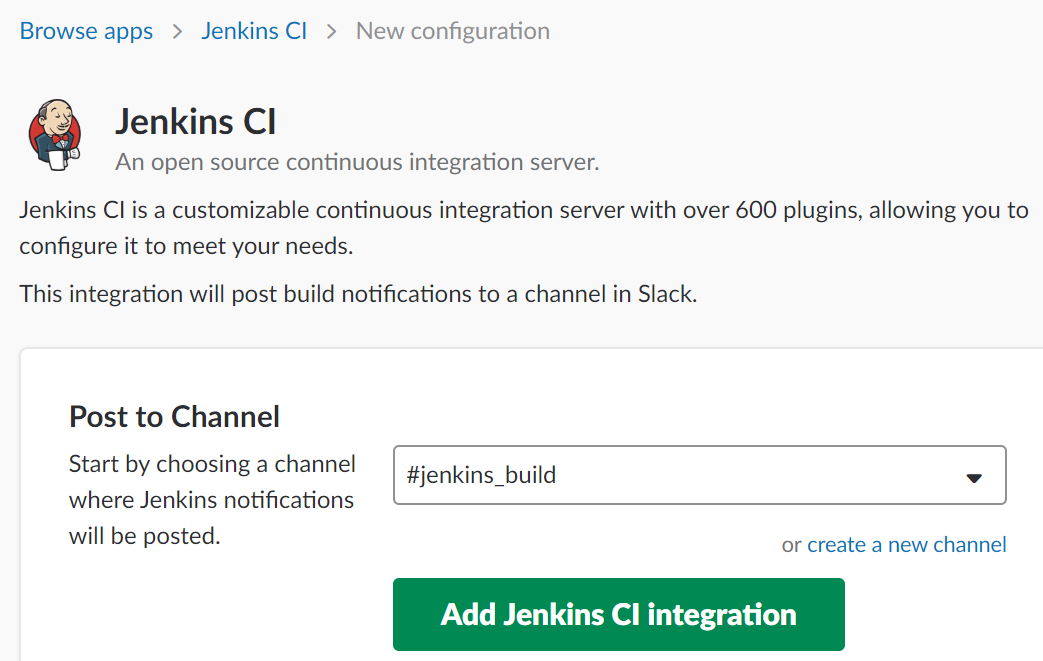 Browse apps > Jenkins CI > New configuration
Jenkins CI
An open source continuous integration server.
Jenkins CI is a customizable continuous integration server with over 600 plugins, allowing you to
configure it to meet your needs.
This integration will post build notifications to a channel in Slack.
Post to Channel
Start by choosing a channel
where Jenkins notifications
will be posted.
#jenkins_build
or create a new channel
Add Jenkins CI integration